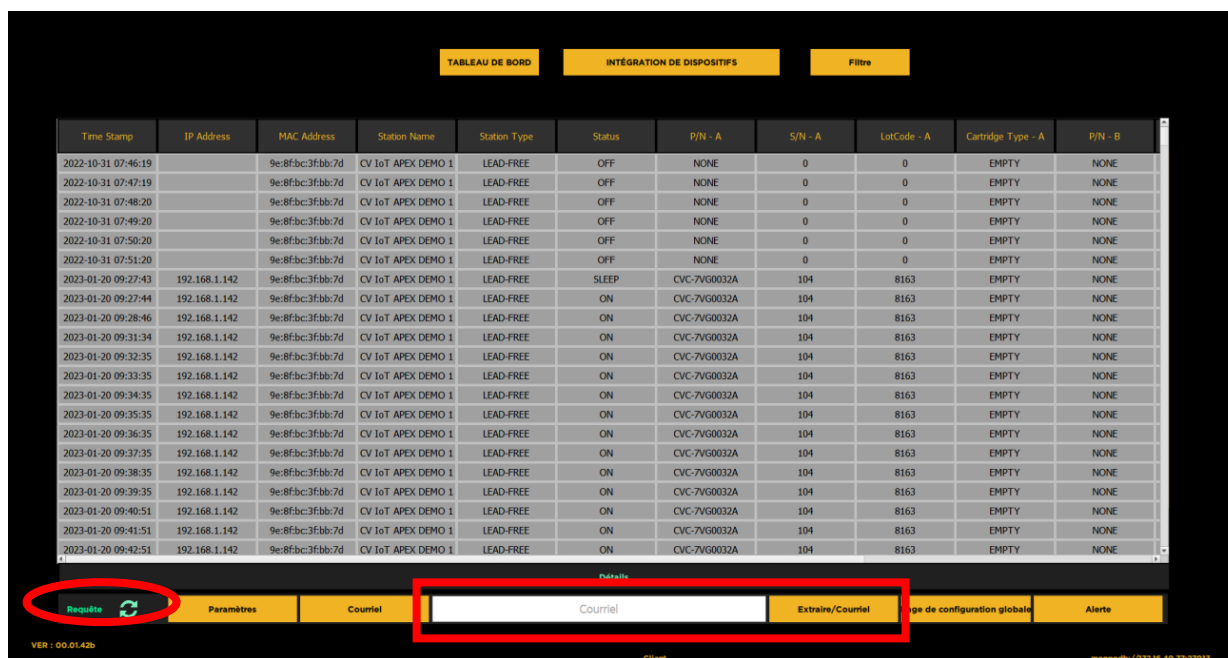 TABLEAU DE BORD INTÉGRATION DE DISPOSITIFS Filtre
Time Stamp IP Address MAC Address Station Name Station Type Status P/N - A S/N - A LotCode - A Cartridge Type - A P/N - B
2022-10-31 07:46:19 9e:8f:bc:3f:bb:7d CV IoT APEX DEMO 1 LEAD-FREE OFF NONE 0 0 EMPTY NONE
2022-10-31 07:47:19 9e:8f:bc:3f:bb:7d CV IoT APEX DEMO 1 LEAD-FREE OFF NONE 0 0 EMPTY NONE
2022-10-31 07:48:20 9e:8f:bc:3f:bb:7d CV IoT APEX DEMO 1 LEAD-FREE OFF NONE 0 0 EMPTY NONE
2022-10-31 07:49:20 9e:8f:bc:3f:bb:7d CV IoT APEX DEMO 1 LEAD-FREE OFF NONE 0 0 EMPTY NONE
2022-10-31 07:50:20 9e:8f:bc:3f:bb:7d CV IoT APEX DEMO 1 LEAD-FREE OFF NONE 0 0 EMPTY NONE
2022-10-31 07:51:20 9e:8f:bc:3f:bb:7d CV IoT APEX DEMO 1 LEAD-FREE OFF NONE 0 0 EMPTY NONE
2023-01-20 09:27:43 192.168.1.142 9e:8f:bc:3f:bb:7d CV IoT APEX DEMO 1 LEAD-FREE SLEEP CVC-7VG0032A 104 8163 EMPTY NONE
2023-01-20 09:27:44 192.168.1.142 9e:8f:bc:3f:bb:7d CV IoT APEX DEMO 1 LEAD-FREE ON CVC-7VG0032A 104 8163 EMPTY NONE
2023-01-20 09:28:46 192.168.1.142 9e:8f:bc:3f:bb:7d CV IoT APEX DEMO 1 LEAD-FREE ON CVC-7VG0032A 104 8163 EMPTY NONE
2023-01-20 09:31:34 192.168.1.142 9e:8f:bc:3f:bb:7d CV IoT APEX DEMO 1 LEAD-FREE ON CVC-7VG0032A 104 8163 EMPTY NONE
2023-01-20 09:32:35 192.168.1.142 9e:8f:bc:3f:bb:7d CV IoT APEX DEMO 1 LEAD-FREE ON CVC-7VG0032A 104 8163 EMPTY NONE
2023-01-20 09:33:35 192.168.1.142 9e:8f:bc:3f:bb:7d CV IoT APEX DEMO 1 LEAD-FREE ON CVC-7VG0032A 104 8163 EMPTY NONE
2023-01-20 09:34:35 192.168.1.142 9e:8f:bc:3f:bb:7d CV IoT APEX DEMO 1 LEAD-FREE ON CVC-7VG0032A 104 8163 EMPTY NONE
2023-01-20 09:35:35 192.168.1.142 9e:8f:bc:3f:bb:7d CV IoT APEX DEMO 1 LEAD-FREE ON CVC-7VG0032A 104 8163 EMPTY NONE
2023-01-20 09:36:35 192.168.1.142 9e:8f:bc:3f:bb:7d CV IoT APEX DEMO 1 LEAD-FREE ON CVC-7VG0032A 104 8163 EMPTY NONE
2023-01-20 09:37:35 192.168.1.142 9e:8f:bc:3f:bb:7d CV IoT APEX DEMO 1 LEAD-FREE ON CVC-7VG0032A 104 8163 EMPTY NONE
2023-01-20 09:38:35 192.168.1.142 9e:8f:bc:3f:bb:7d CV IoT APEX DEMO 1 LEAD-FREE ON CVC-7VG0032A 104 8163 EMPTY NONE
2023-01-20 09:39:35 192.168.1.142 9e:8f:bc:3f:bb:7d CV IoT APEX DEMO 1 LEAD-FREE ON CVC-7VG0032A 104 8163 EMPTY NONE
2023-01-20 09:40:51 192.168.1.142 9e:8f:bc:3f:bb:7d CV IoT APEX DEMO 1 LEAD-FREE ON CVC-7VG0032A 104 8163 EMPTY NONE
2023-01-20 09:41:51 192.168.1.142 9e:8f:bc:3f:bb:7d CV IoT APEX DEMO 1 LEAD-FREE ON CVC-7VG0032A 104 8163 EMPTY NONE
2023-01-20 09:42:51 192.168.1.142 9e:8f:bc:3f:bb:7d CV IoT APEX DEMO 1 LEAD-FREE ON CVC-7VG0032A 104 8163 EMPTY NONE
Détails
Requête Paramètres Courriel Courriel Extraire/Courriel de configuration globale Alerte
VER : 00.01.42b
Client